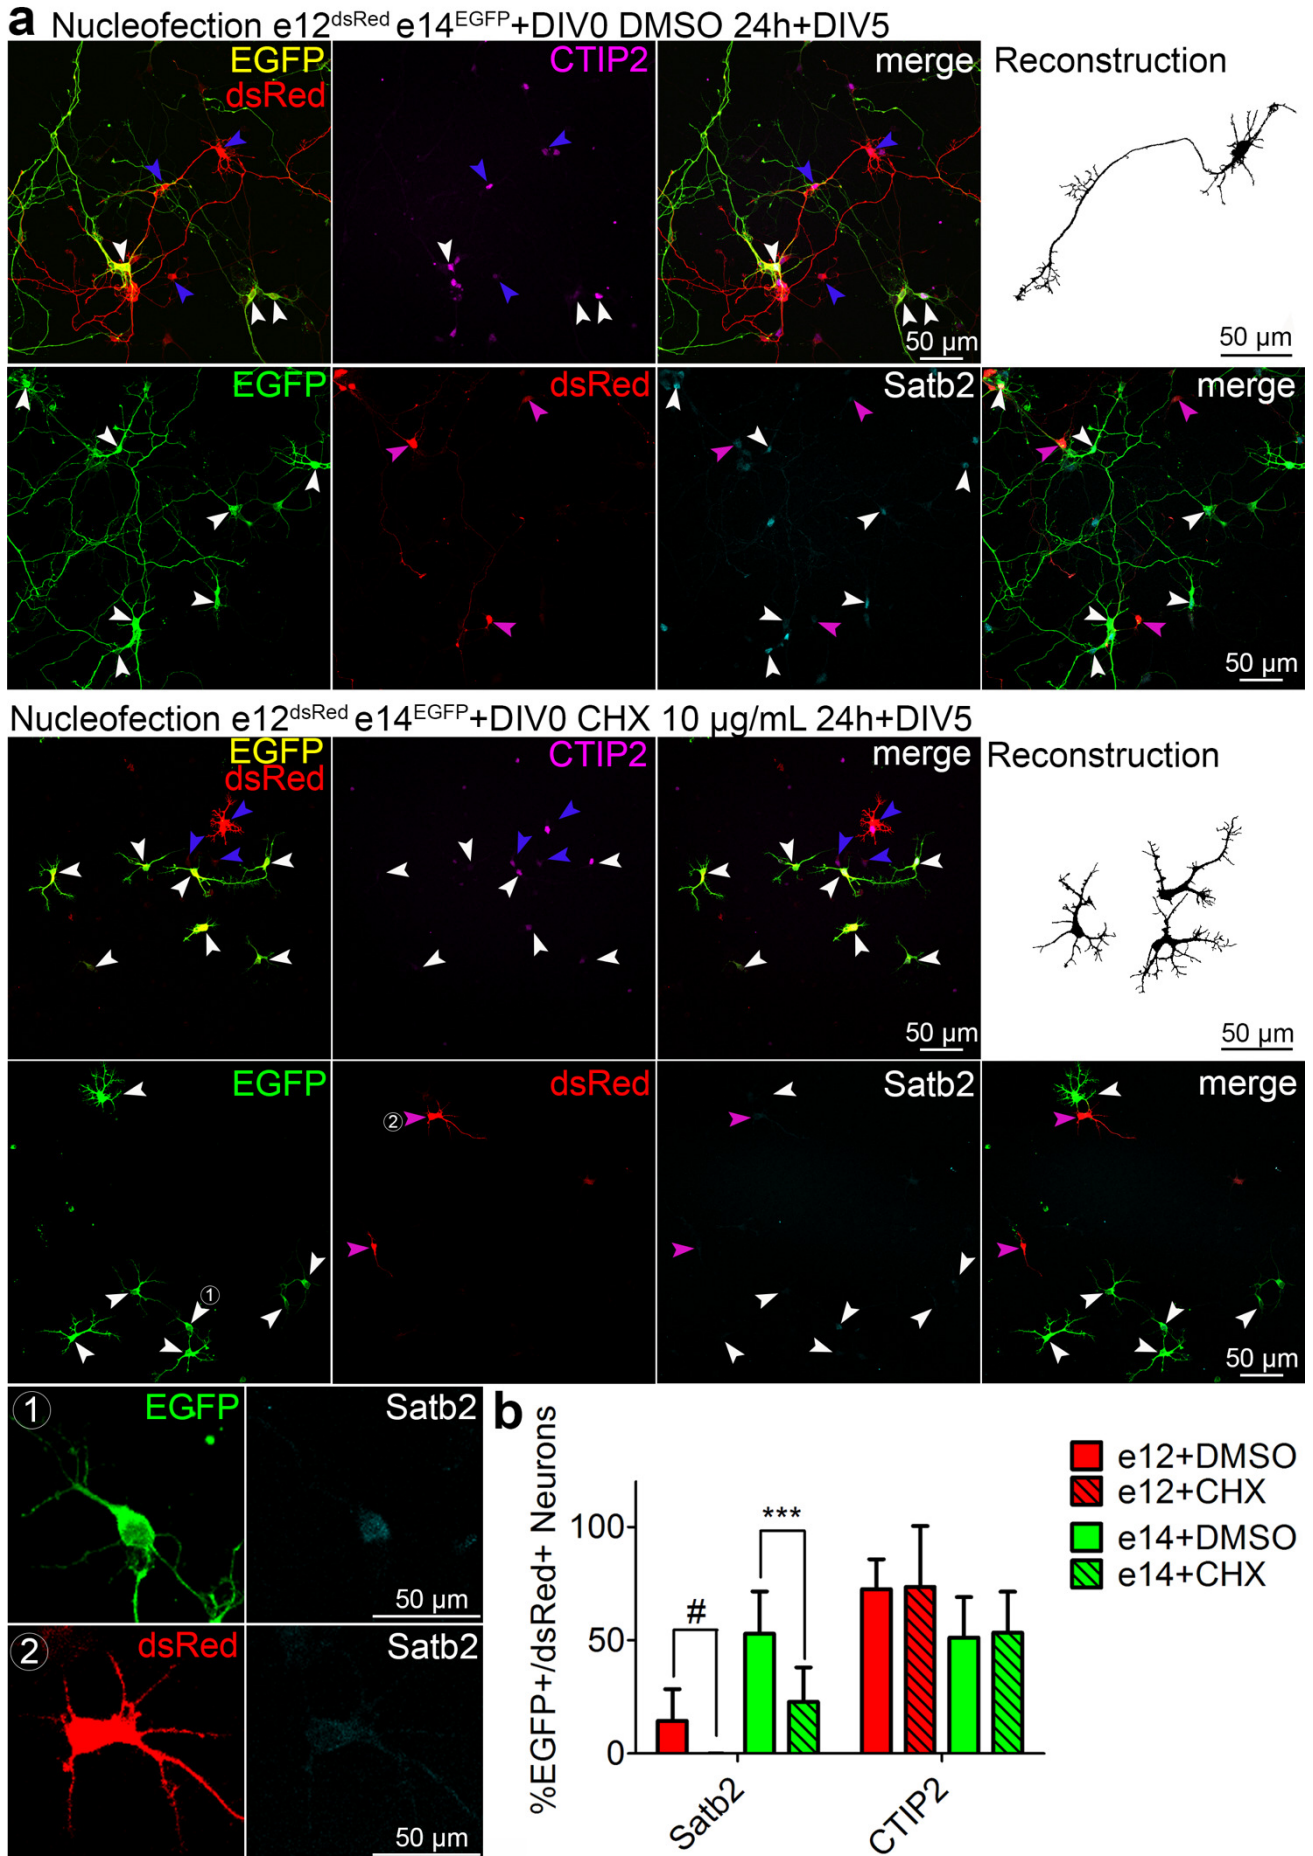 a Nucleofection e12dsRed e14EGFP+DIV0 DMSO 24h+DIV5
EGFP CTIP2 merge Reconstruction
dsRed
50 µm 50 µm
EGFP dsRed Satb2 merge
50 µm
Nucleofection e12dsRed e14EGFP+DIV0 CHX 10 µg/mL 24h+DIV5
EGFP CTIP2 merge Reconstruction
dsRed
50 µm 50 µm
EGFP dsRed Satb2 merge
②
①
50 µm
① EGFP Satb2
50 µm
② dsRed Satb2
50 µm
b
%EGFP+/dsRed+ Neurons
100
50
0
#
***
Satb2
CTIP2
e12+DMSO
e12+CHX
e14+DMSO
e14+CHX